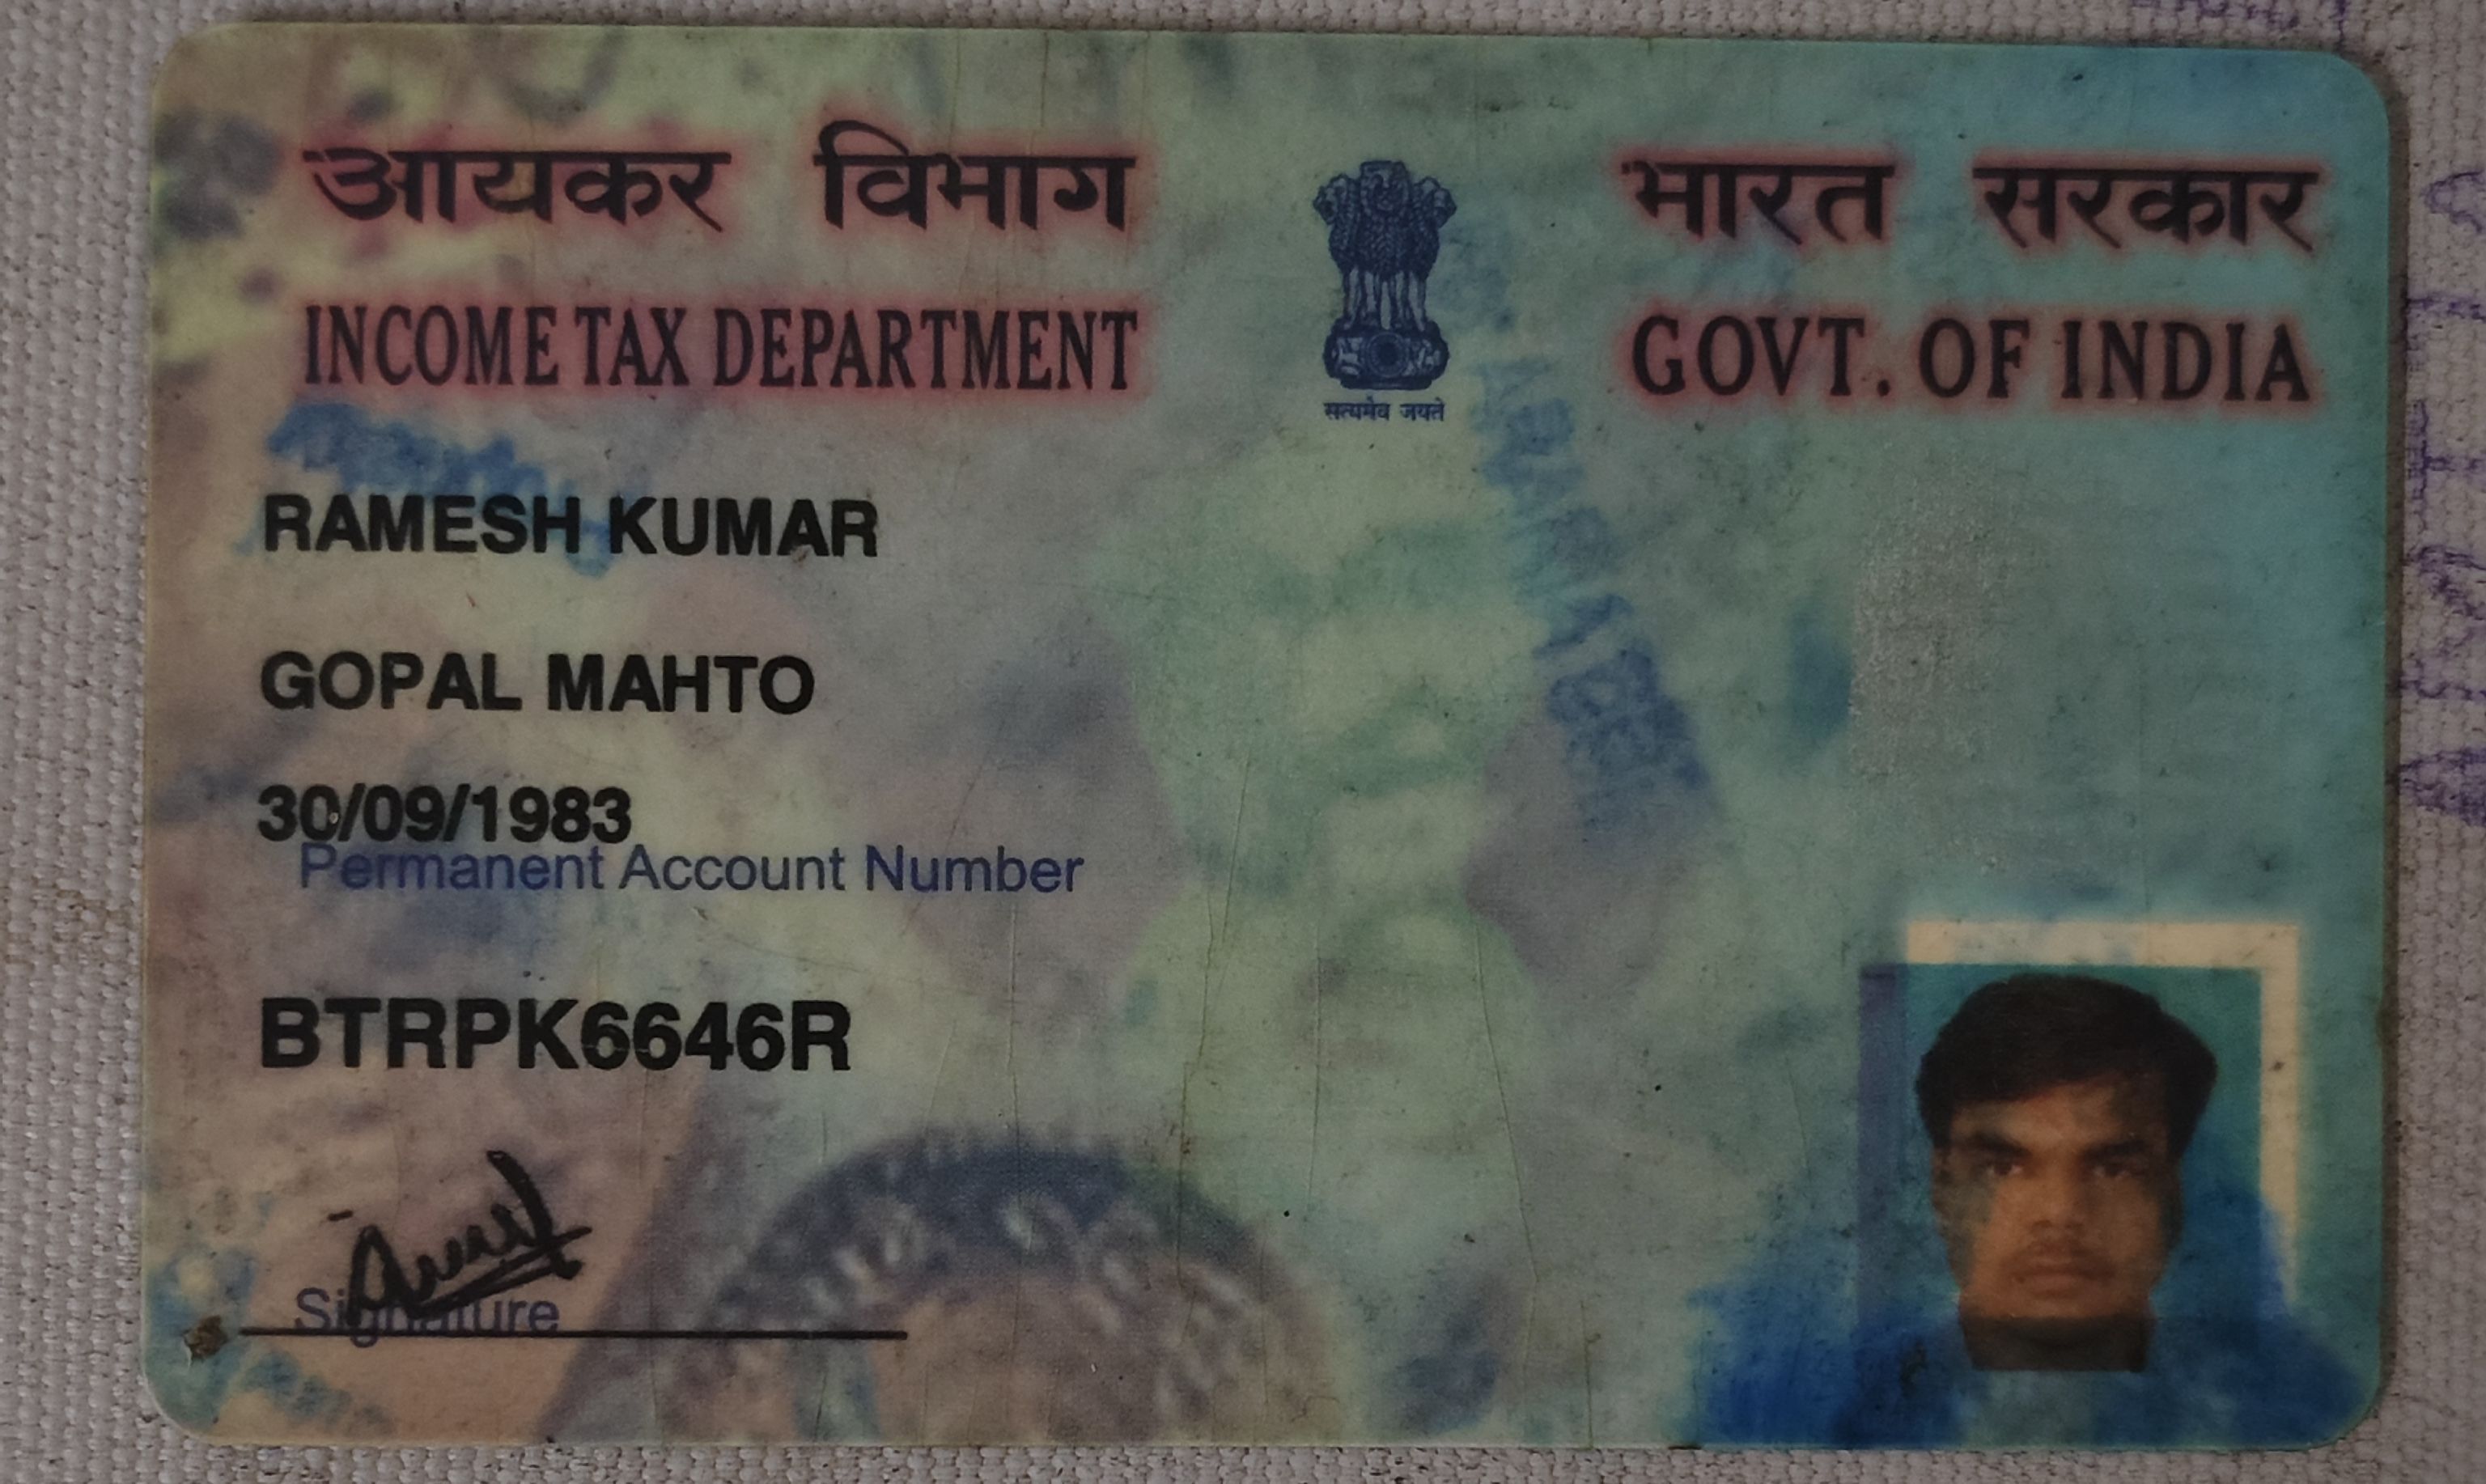 आयकर विभाग
INCOME TAX DEPARTMENT
सत्यमेव जयते
भारत सरकार
GOVT. OF INDIA
RAMESH KUMAR
GOPAL MAHTO
30/09/1983
Permanent Account Number
BTRPK6646R
Signature